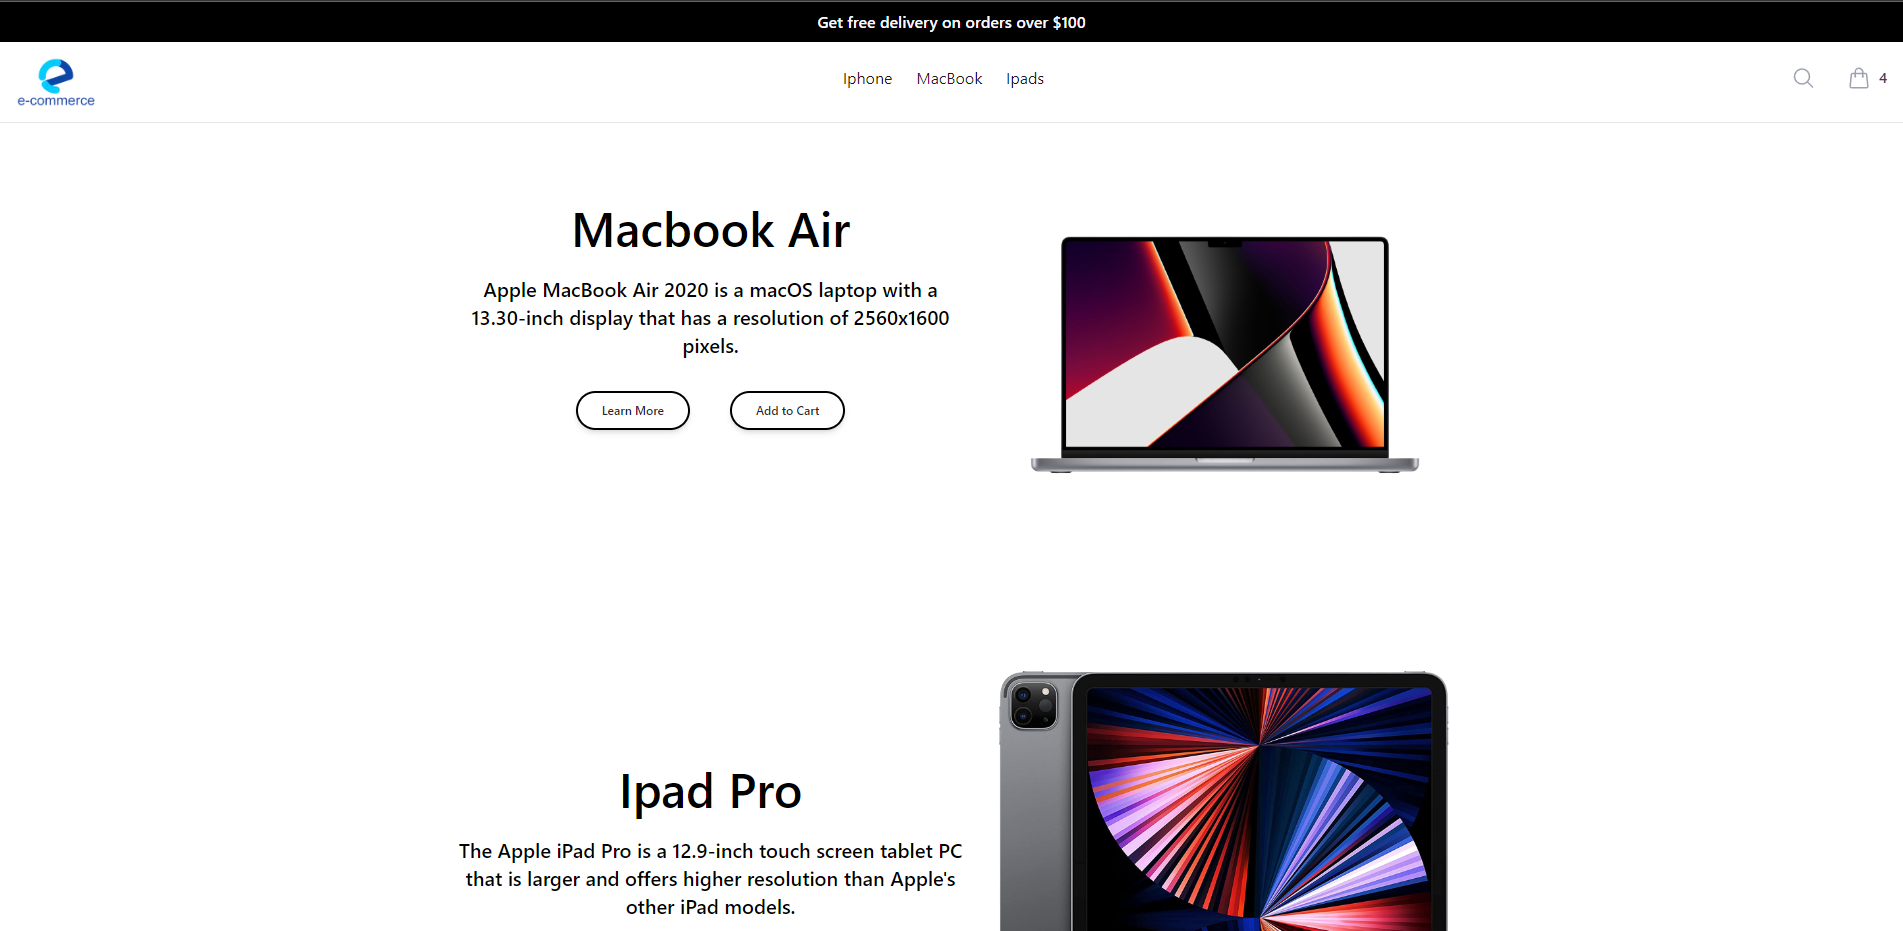 Get free delivery on orders over $100
e-commerce
Iphone MacBook Ipads
4
Macbook Air
Apple MacBook Air 2020 is a macOS laptop with a
13.30-inch display that has a resolution of 2560x1600
pixels.
Learn More Add to Cart
Ipad Pro
The Apple iPad Pro is a 12.9-inch touch screen tablet PC
that is larger and offers higher resolution than Apple's
other iPad models.